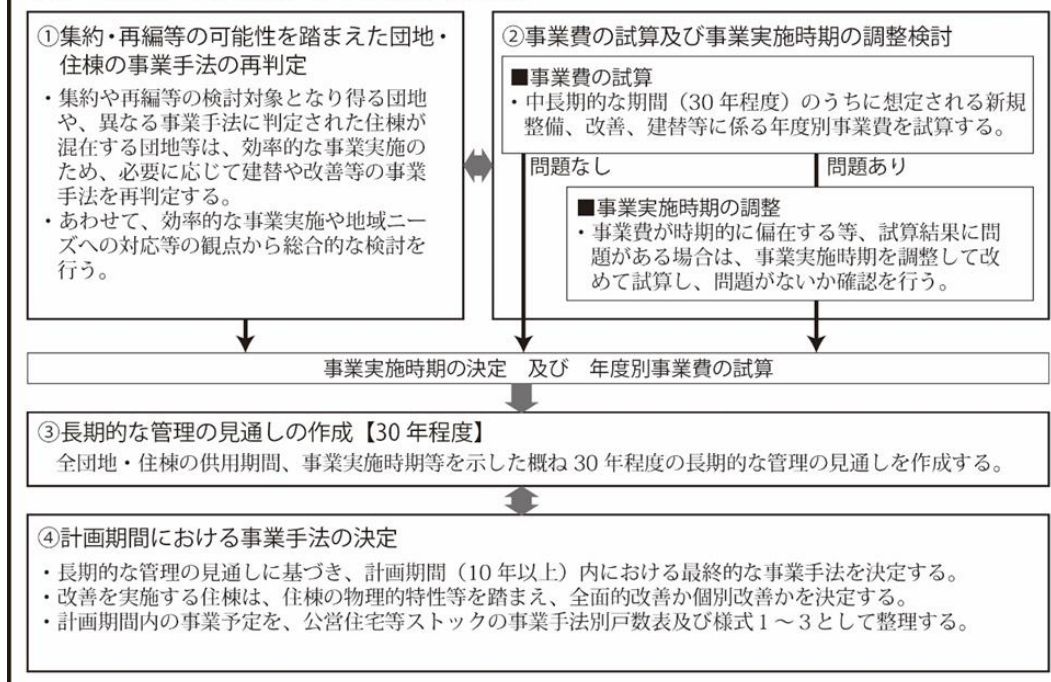 ①集約・再編等の可能性を踏まえた団地・
住棟の事業手法の再判定
・集約や再編等の検討対象となり得る団地
や、異なる事業手法に判定された住棟が
混在する団地等は、効率的な事業実施の
ため、必要に応じて建替や改善等の事業
手法を再判定する。
・あわせて、効率的な事業実施や地域ニー
ズへの対応等の観点から総合的な検討を
行う。
②事業費の試算及び事業実施時期の調整検討
■事業費の試算
・中長期的な期間（30 年程度）のうちに想定される新規
整備、改善、建替等に係る年度別事業費を試算する。
問題なし
問題あり
■事業実施時期の調整
・事業費が時期的に偏在する等、試算結果に問
題がある場合は、事業実施時期を調整して改
めて試算し、問題がないか確認を行う。
事業実施時期の決定　及び　年度別事業費の試算
③長期的な管理の見通しの作成【30 年程度】
全団地・住棟の供用期間、事業実施時期等を示した概ね 30 年程度の長期的な管理の見通しを作成する。
④計画期間における事業手法の決定
・長期的な管理の見通しに基づき、計画期間（10 年以上）内における最終的な事業手法を決定する。
・改善を実施する住棟は、住棟の物理的特性等を踏まえ、全面的改善か個別改善かを決定する。
・計画期間内の事業予定を、公営住宅等ストックの事業手法別戸数表及び様式１～３として整理する。